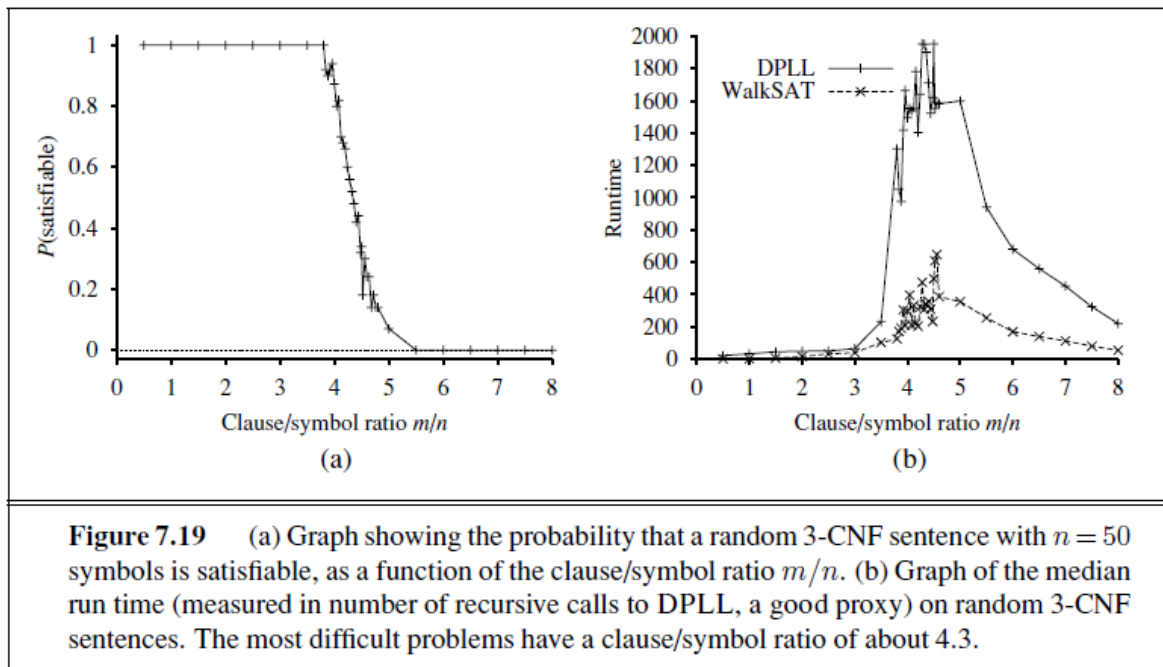 1
0.8
0.6
0.4
0.2
0
P(satisfiable)
0 1 2 3 4 5 6 7 8
Clause/symbol ratio m/n
(a)
2000
1800
1600
1400
1200
1000
800
600
400
200
0
Runtime
DPLL
WalkSAT
0 1 2 3 4 5 6 7 8
Clause/symbol ratio m/n
(b)
Figure 7.19 (a) Graph showing the probability that a random 3-CNF sentence with n = 50
symbols is satisfiable, as a function of the clause/symbol ratio m/n. (b) Graph of the median
run time (measured in number of recursive calls to DPLL, a good proxy) on random 3-CNF
sentences. The most difficult problems have a clause/symbol ratio of about 4.3.